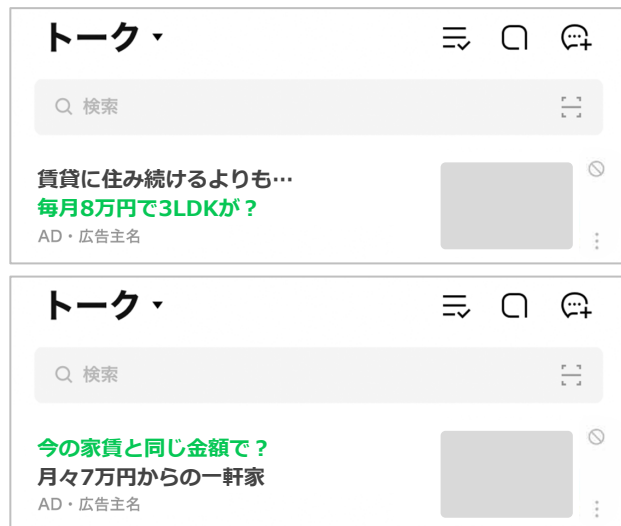 トーク
検索
賃貸に住み続けるよりも…
毎月8万円で3LDKが？
AD・広告主名
トーク
検索
今の家賃と同じ金額で？
月々7万円からの一軒家
AD・広告主名